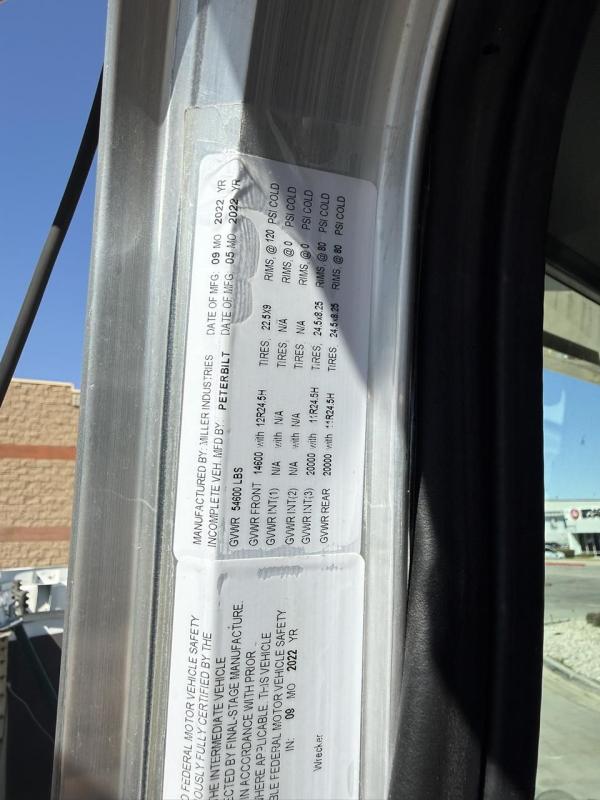 MANUFACTURED BY: MILLER INDUSTRIES DATE OF MFG: 09 MO 2022 YR
INCOMPLETE VEH. MFD BY: PETERBILT DATE OF MFG: 05 MO 2022 YR
GVWR 54600 LBS
GVWR FRONT 14600 with 12R24.5H TIRES, 22.5X9 RIMS, @ 120 PSI COLD
GVWR INT(1) N/A with N/A TIRES, N/A RIMS, @ 0 PSI COLD
GVWR INT(2) N/A with N/A TIRES, N/A RIMS, @ 0 PSI COLD
GVWR INT(3) 20000 with 11R24.5H TIRES, 24.5x8.25 RIMS, @ 80 PSI COLD
GVWR REAR 20000 with 11R24.5H TIRES, 24.5x8.25 RIMS, @ 80 PSI COLD
FEDERAL MOTOR VEHICLE SAFETY
FULLY CERTIFIED BY THE
THE INTERMEDIATE VEHICLE
BY FINAL-STAGE MANUFACTURE.
IN ACCORDANCE WITH PRIOR
WHERE APPLICABLE. THIS VEHICLE
FEDERAL MOTOR VEHICLE SAFETY
IN: 09 MO 2022 YR
Wrecker